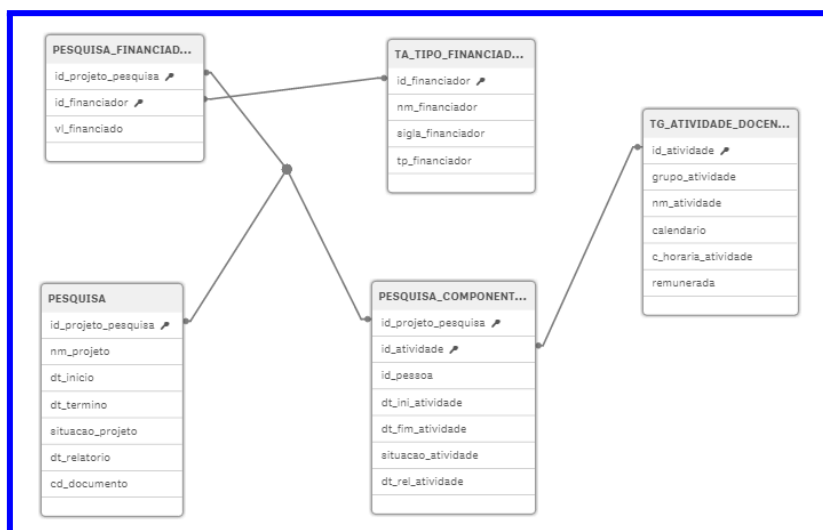 PESQUISA_FINANCIAD...
id_projeto_pesquisa
id_financiador
vl_financiado
TA_TIPO_FINANCIAD...
id_financiador
nm_financiador
sigla_financiador
tp_financiador
TG_ATIVIDADE_DOCEN...
id_atividade
grupo_atividade
nm_atividade
calendario
c_horaria_atividade
remunerada
PESQUISA
id_projeto_pesquisa
nm_projeto
dt_inicio
dt_termino
situacao_projeto
dt_relatorio
cd_documento
PESQUISA_COMPONENT...
id_projeto_pesquisa
id_atividade
id_pessoa
dt_ini_atividade
dt_fim_atividade
situacao_atividade
dt_rel_atividade